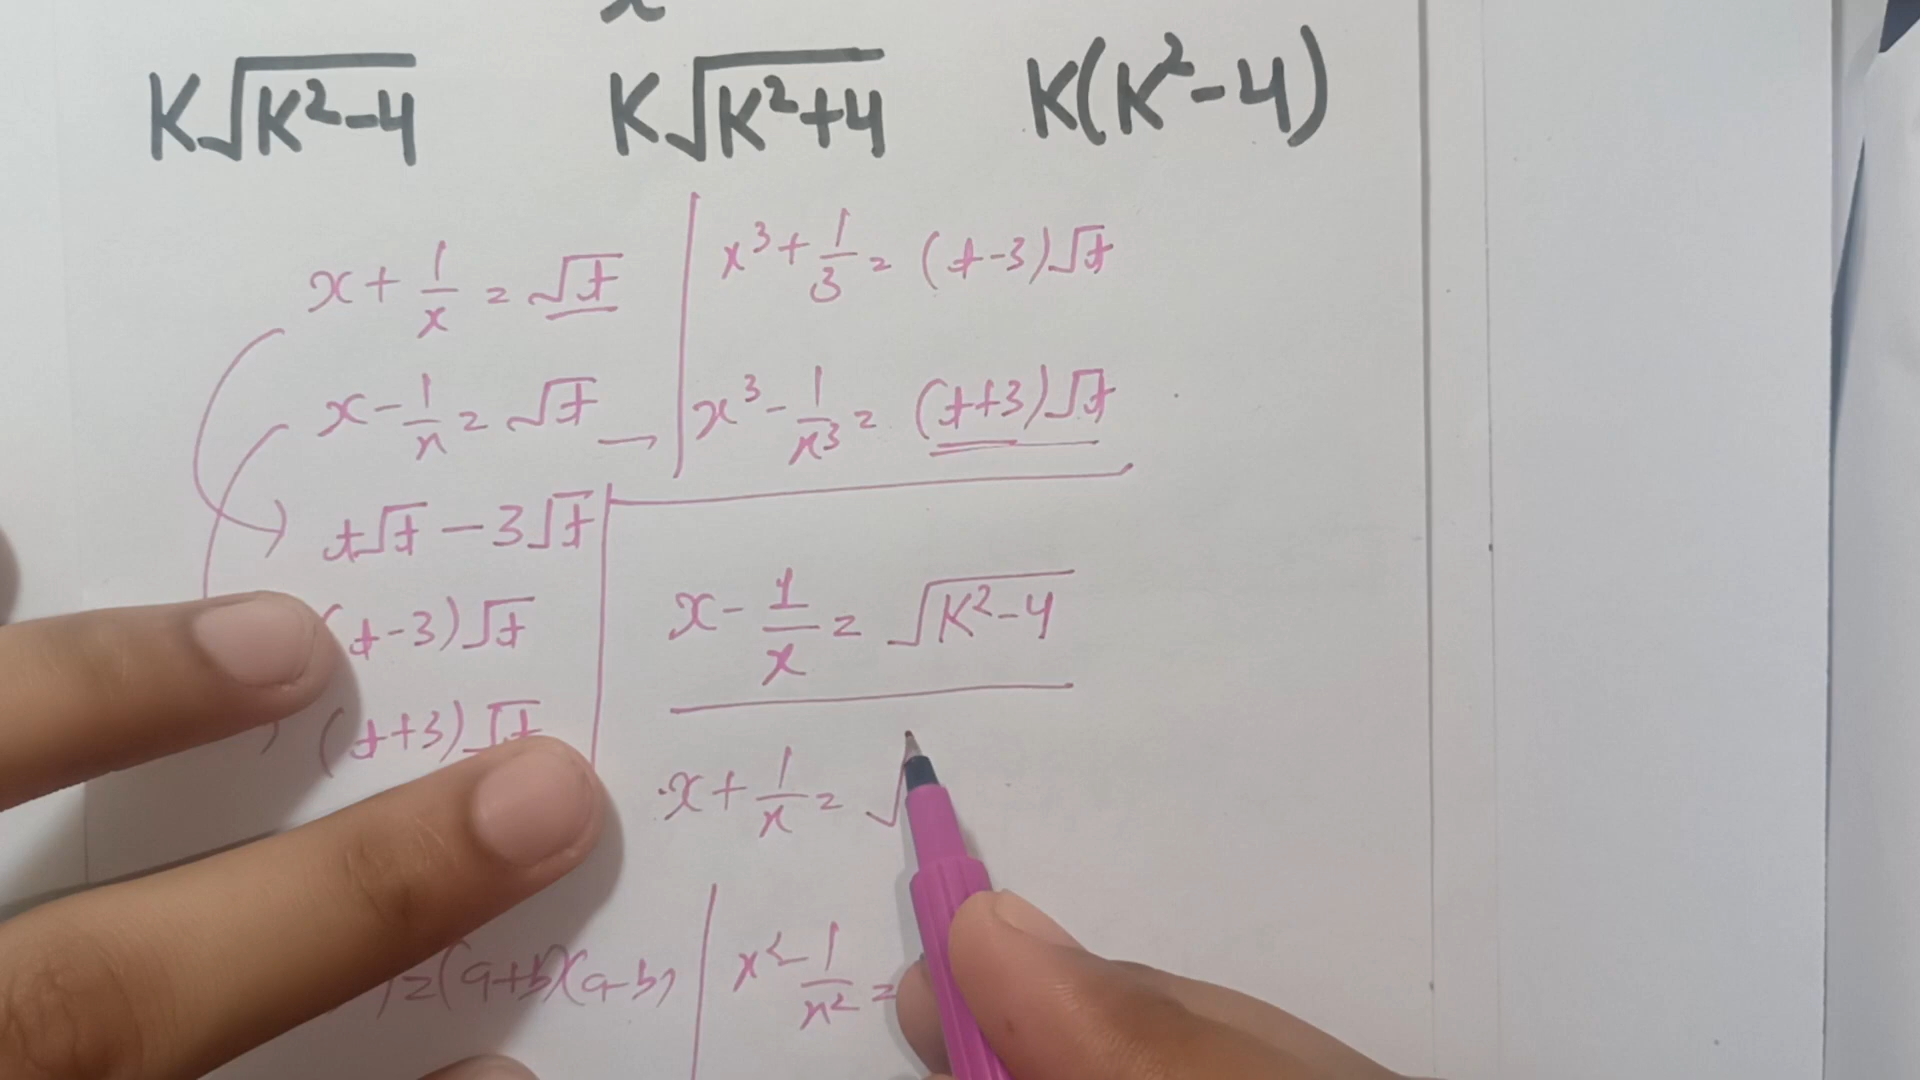 K√(K²-4) K√(K²+4) K(K²-4)
x + 1/x = √t
x³ + 1/3 = (t-3)√t
x - 1/x = √t → x³ - 1/x³ = (t+3)√t
t√t - 3√t
(t-3)√t
x - 1/x = √(K²-4)
(t+3)√t
x + 1/x = √
=(a+b)(a-b)
x² - 1/x² =